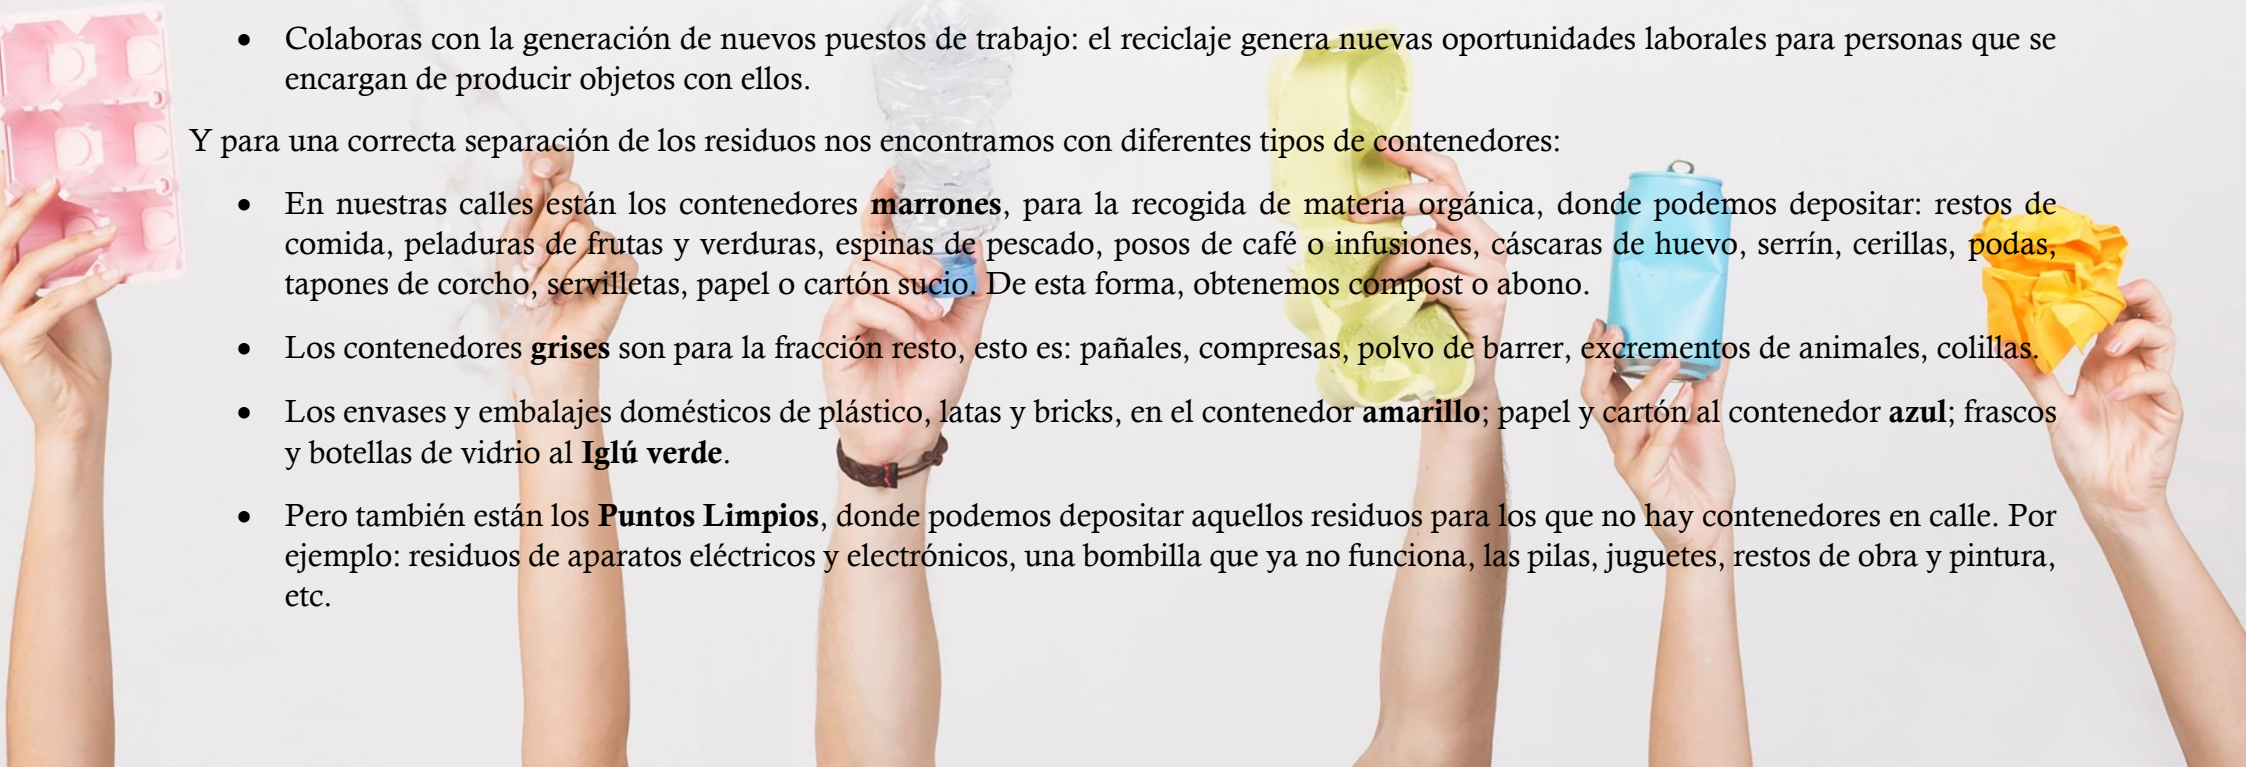 • Colaboras con la generación de nuevos puestos de trabajo: el reciclaje genera nuevas oportunidades laborales para personas que se
encargan de producir objetos con ellos.
Y para una correcta separación de los residuos nos encontramos con diferentes tipos de contenedores:
• En nuestras calles están los contenedores marrones, para la recogida de materia orgánica, donde podemos depositar: restos de
comida, peladuras de frutas y verduras, espinas de pescado, posos de café o infusiones, cáscaras de huevo, serrín, cerillas, podas,
tapones de corcho, servilletas, papel o cartón sucio. De esta forma, obtenemos compost o abono.
• Los contenedores grises son para la fracción resto, esto es: pañales, compresas, polvo de barrer, excrementos de animales, colillas.
• Los envases y embalajes domésticos de plástico, latas y bricks, en el contenedor amarillo; papel y cartón al contenedor azul; frascos
y botellas de vidrio al Iglú verde.
• Pero también están los Puntos Limpios, donde podemos depositar aquellos residuos para los que no hay contenedores en calle. Por
ejemplo: residuos de aparatos eléctricos y electrónicos, una bombilla que ya no funciona, las pilas, juguetes, restos de obra y pintura,
etc.